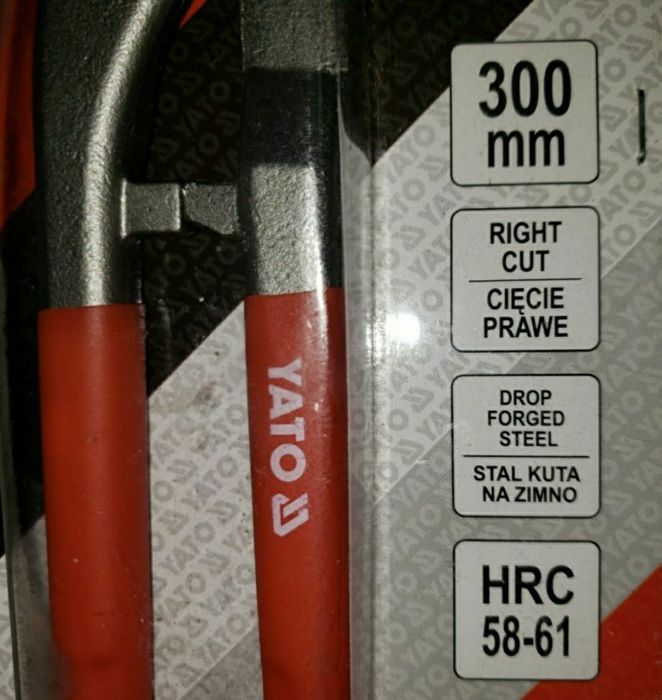 300
mm
RIGHT
CUT
CIĘCIE
PRAWE
DROP
FORGED
STEEL
STAL KUTA
NA ZIMNO
HRC
58-61
YATO